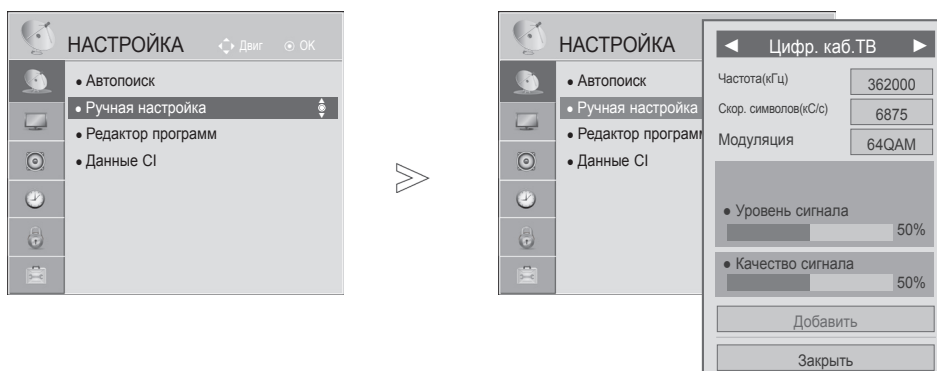 НАСТРОЙКА Двиг OK
• Автопоиск
• Ручная настройка
• Редактор программ
• Данные CI
НАСТРОЙКА
• Автопоиск
• Ручная настройка
• Редактор програм
• Данные CI
◄ Цифр. каб.ТВ ►
Частота(кГц) 362000
Скор. символов(кС/с) 6875
Модуляция 64QAM
• Уровень сигнала
50%
• Качество сигнала
50%
Добавить
Закрыть